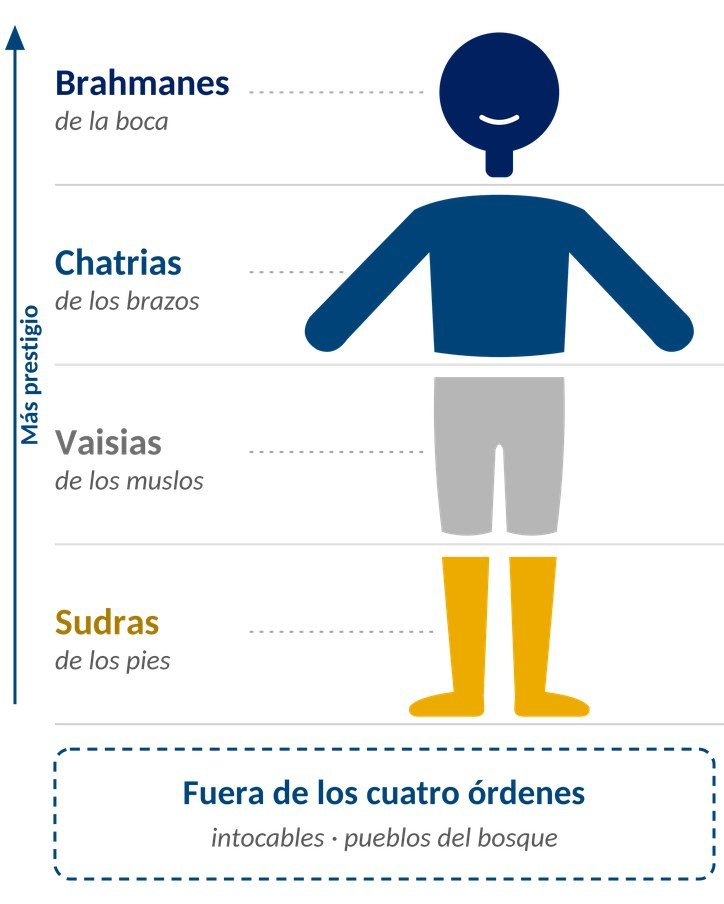 Brahmanes
de la boca
Chatrias
de los brazos
Más prestigio
Vaisias
de los muslos
Sudras
de los pies
Fuera de los cuatro órdenes
intocables · pueblos del bosque